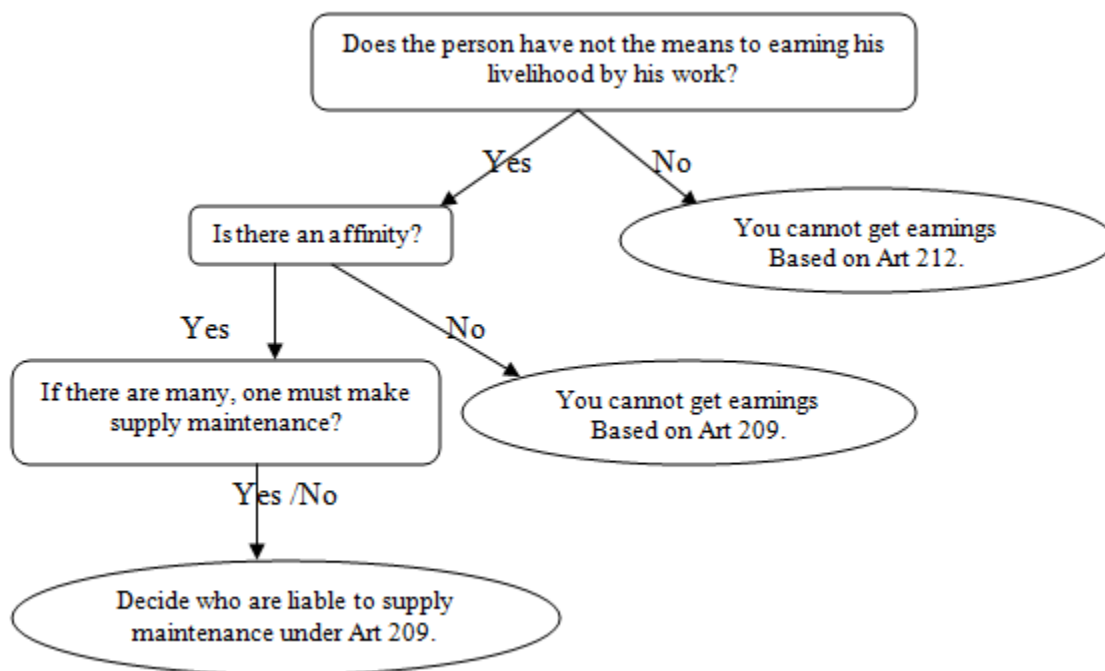 Does the person have not the means to earning his
livelihood by his work?
Yes
No
Is there an affinity?
You cannot get earnings
Based on Art 212.
Yes
No
If there are many, one must make
supply maintenance?
You cannot get earnings
Based on Art 209.
Yes /No
Decide who are liable to supply
maintenance under Art 209.